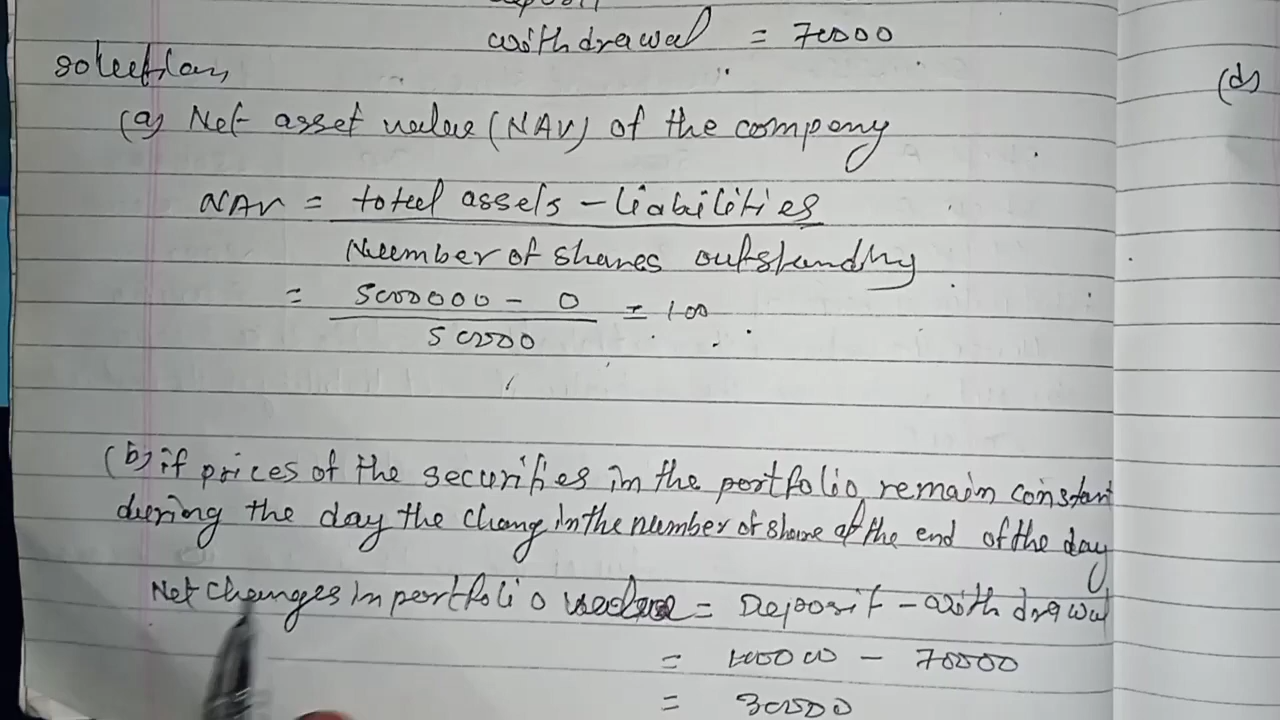 withdrawal = 70000
solution
(d)
(a) Net asset value (NAV) of the company
NAV = total assets - Liabilities
Number of shares outstanding
= 5000000 - 0 = 100
50000
(b) if prices of the securities in the portfolio remain constant
during the day the chang in the number of share at the end of the day
Net changes in portfolio value = Deposit - withdrawal
= 100000 - 70000
= 30000